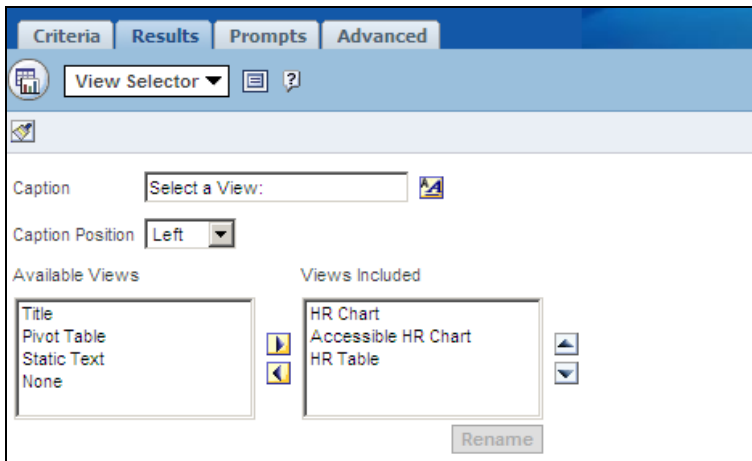 Criteria Results Prompts Advanced
View Selector
Caption Select a View:
Caption Position Left
Available Views Views Included
Title HR Chart
Pivot Table Accessible HR Chart
Static Text HR Table
None
Rename